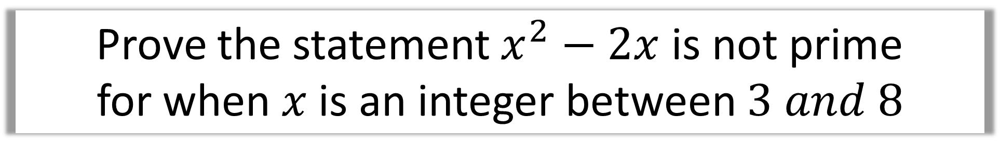 Prove the statement 𝑥² − 2𝑥 is not prime
for when 𝑥 is an integer between 3 𝑎𝑛𝑑 8